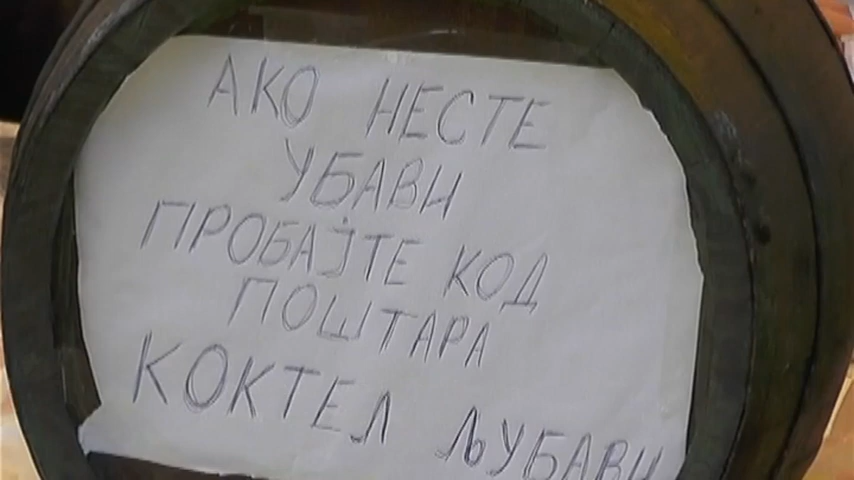 АКО НЕСТЕ
УБАВИ
ПРОБАЈТЕ КОД
ПОШТАРА
КОКТЕЛ ЉУБАВИ